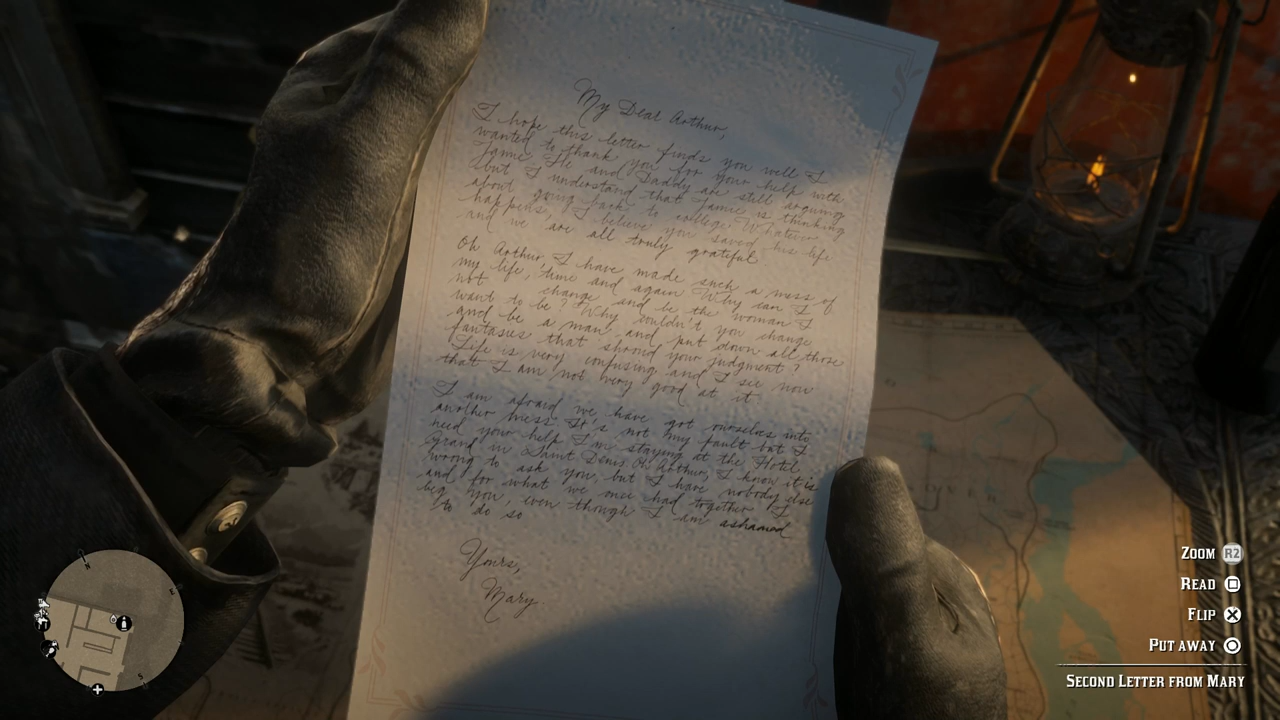 My Dear Arthur,
I hope this letter finds you well I
wanted to thank you for your help with
Jamie. He and Daddy are still arguing
but I understand that Jamie is thinking
about going back to college. Whatever
happens, I believe you saved his life
and we are all truly grateful
Oh Arthur, I have made such a mess of
my life, time and again Why can I
not change and be the woman I
want to be? Why couldn't you change
and be a man, and put down all those
fantasies that shroud your judgment?
Life is very confusing and I see now
that I am not very good at it.
I am afraid we have got ourselves into
another mess It's not my fault but I
need your help I'm staying at the Hotel
Grand in Saint Denis Oh Arthur, I know it is
wrong to ask you, but I have nobody else
and for what we once had together I
beg you, even though I am ashamed
to do so
Yours,
Mary
ZOOM R2
READ
FLIP
PUT AWAY
SECOND LETTER FROM MARY
N
E
S